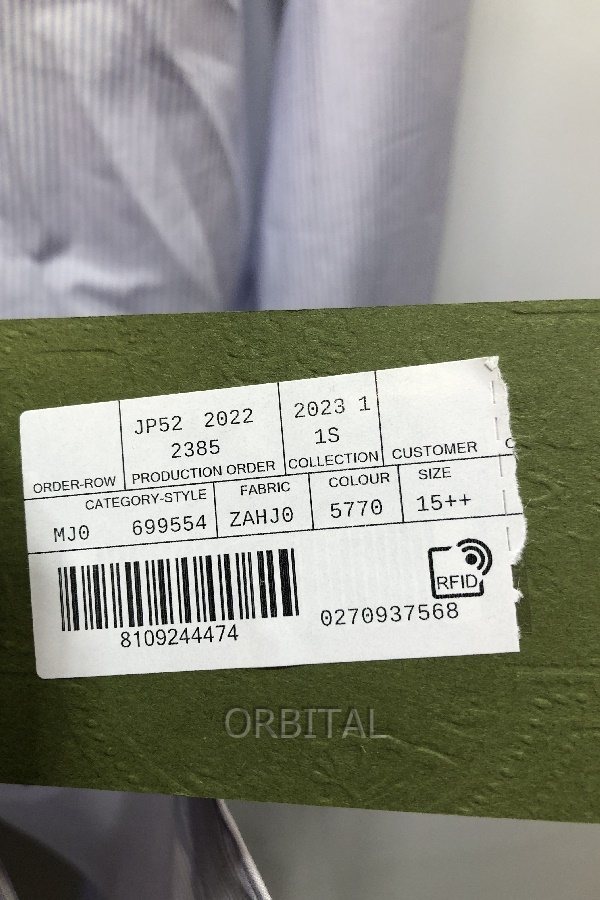 JP52 2022
2385
2023 1
1S
ORDER-ROW
PRODUCTION ORDER
COLLECTION
CUSTOMER
CATEGORY-STYLE
FABRIC
COLOUR
SIZE
MJ0 699554
ZAHJ0
5770
15++
RFID
8109244474
0270937568
ORBITAL